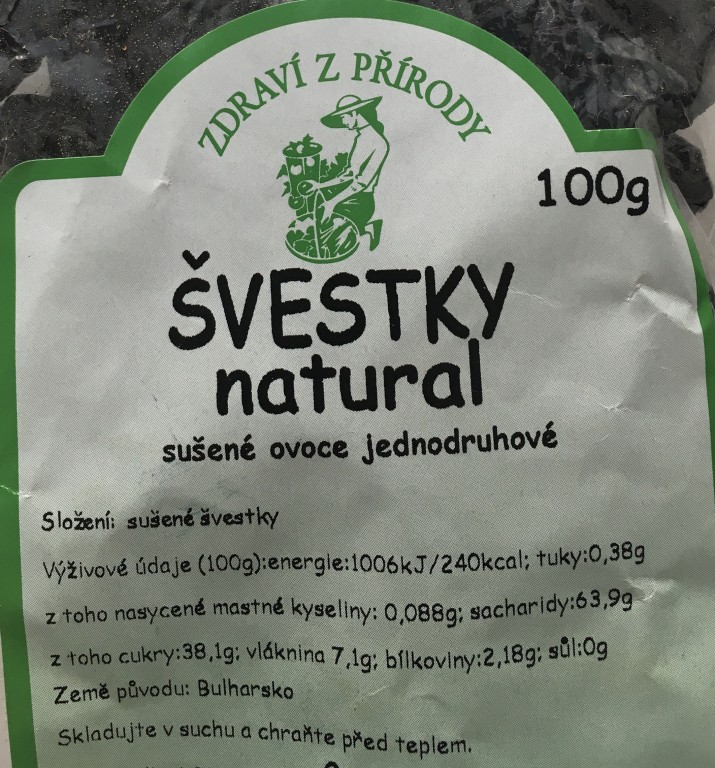 ZDRAVÍ Z PŘÍRODY
100g
ŠVESTKY
natural
sušené ovoce jednodruhové
Složení: sušené švestky
Výživové údaje (100g):energie:1006kJ/240kcal; tuky:0,38g
z toho nasycené mastné kyseliny: 0,088g; sacharidy:63,9g
z toho cukry:38,1g; vláknina 7,1g; bílkoviny:2,18g; sůl:0g
Země původu: Bulharsko
Skladujte v suchu a chraňte před teplem.